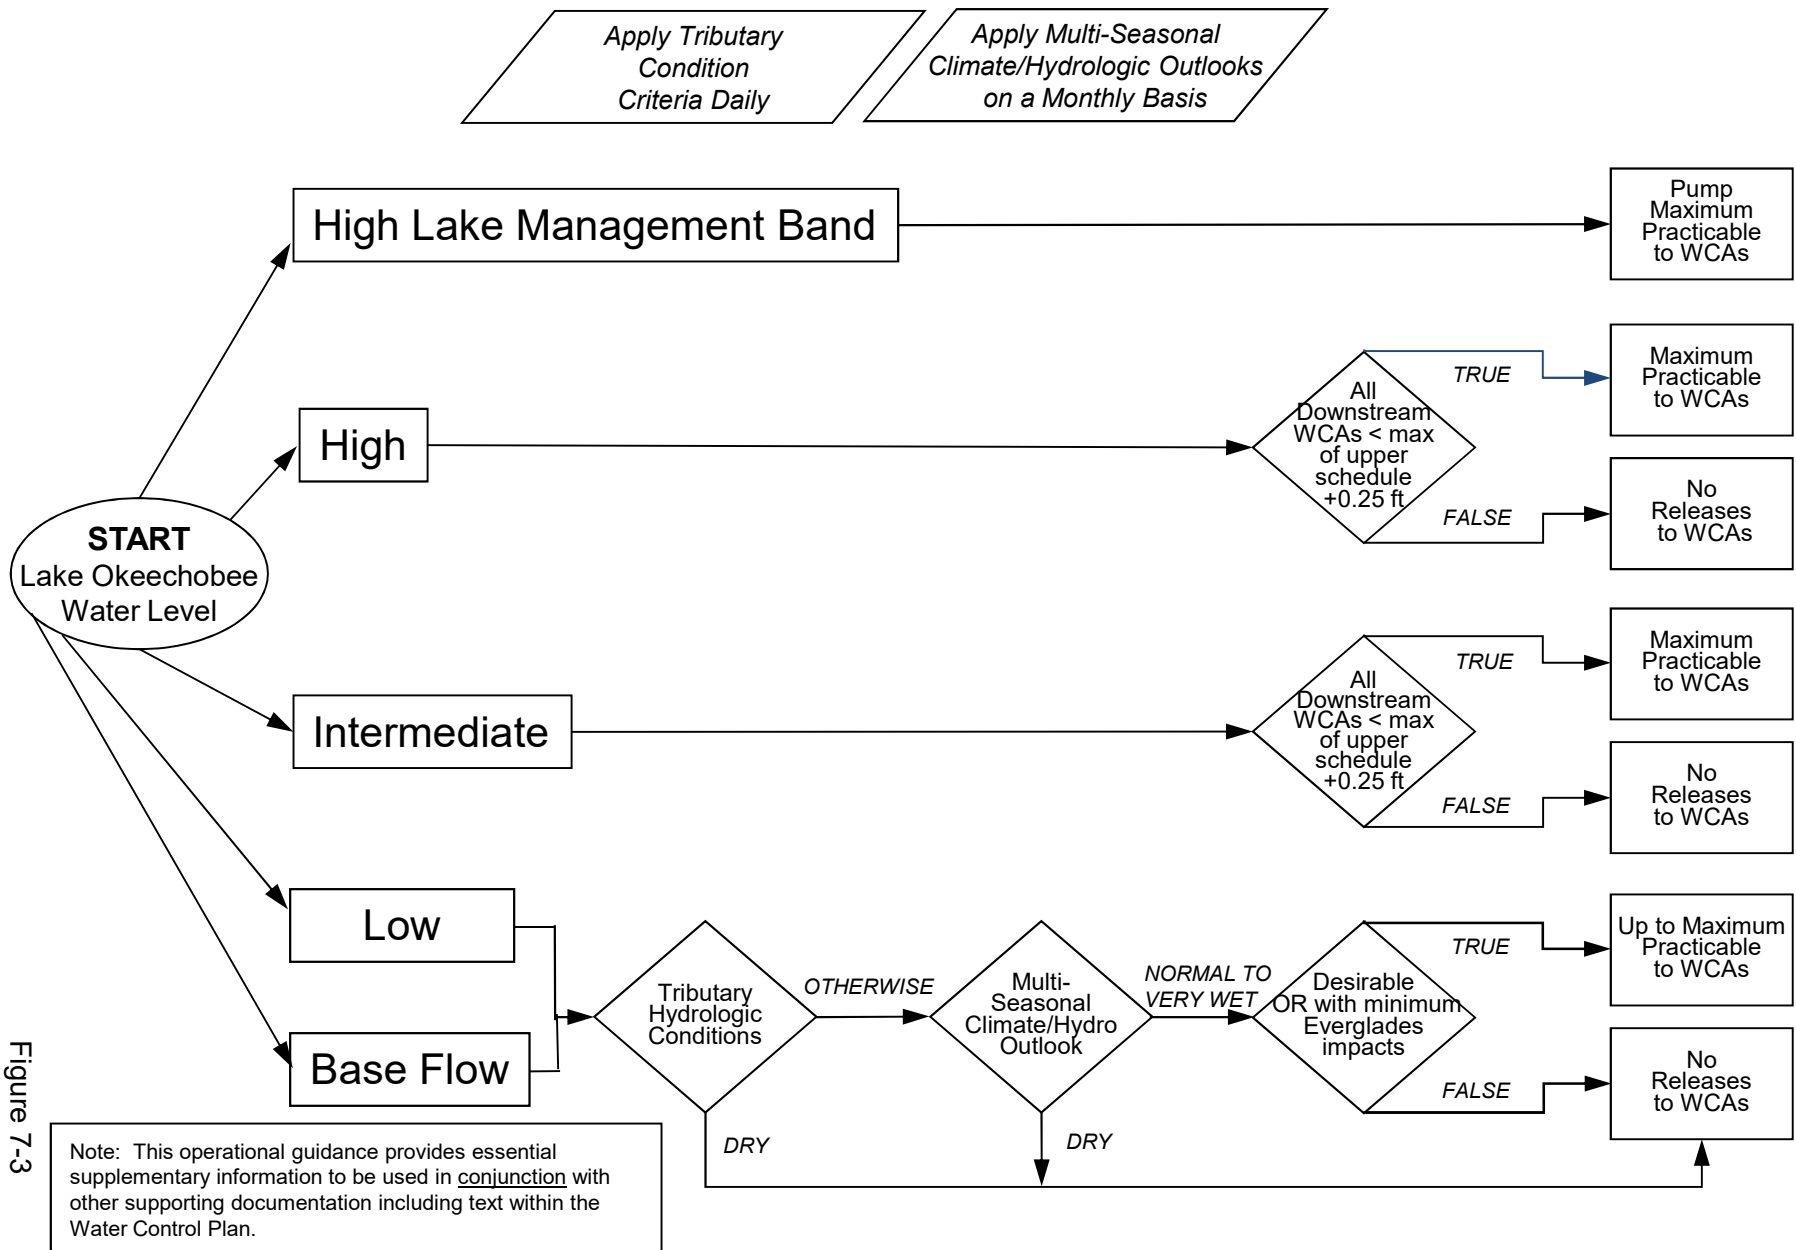 Apply Tributary
Condition
Criteria Daily
Apply Multi-Seasonal
Climate/Hydrologic Outlooks
on a Monthly Basis
High Lake Management Band
Pump
Maximum
Practicable
to WCAs
High
All
Downstream
WCAs < max
of upper
schedule
+0.25 ft
TRUE
Maximum
Practicable
to WCAs
FALSE
No
Releases
to WCAs
START
Lake Okeechobee
Water Level
Intermediate
All
Downstream
WCAs < max
of upper
schedule
+0.25 ft
TRUE
Maximum
Practicable
to WCAs
FALSE
No
Releases
to WCAs
Low
Base Flow
Tributary
Hydrologic
Conditions
OTHERWISE
DRY
Multi-
Seasonal
Climate/Hydro
Outlook
NORMAL TO
VERY WET
DRY
Desirable
OR with minimum
Everglades
impacts
TRUE
Up to Maximum
Practicable
to WCAs
FALSE
No
Releases
to WCAs
Figure 7-3
Note: This operational guidance provides essential
supplementary information to be used in conjunction with
other supporting documentation including text within the
Water Control Plan.